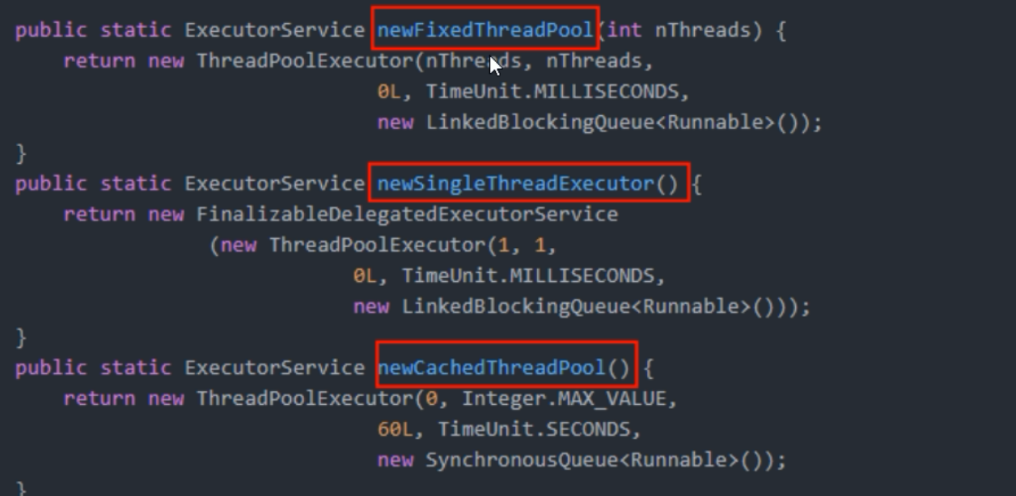 public static ExecutorService newFixedThreadPool(int nThreads) {
return new ThreadPoolExecutor(nThreads, nThreads,
0L, TimeUnit.MILLISECONDS,
new LinkedBlockingQueue<Runnable>());
}
public static ExecutorService newSingleThreadExecutor() {
return new FinalizableDelegatedExecutorService
(new ThreadPoolExecutor(1, 1,
0L, TimeUnit.MILLISECONDS,
new LinkedBlockingQueue<Runnable>()));
}
public static ExecutorService newCachedThreadPool() {
return new ThreadPoolExecutor(0, Integer.MAX_VALUE,
60L, TimeUnit.SECONDS,
new SynchronousQueue<Runnable>());
}